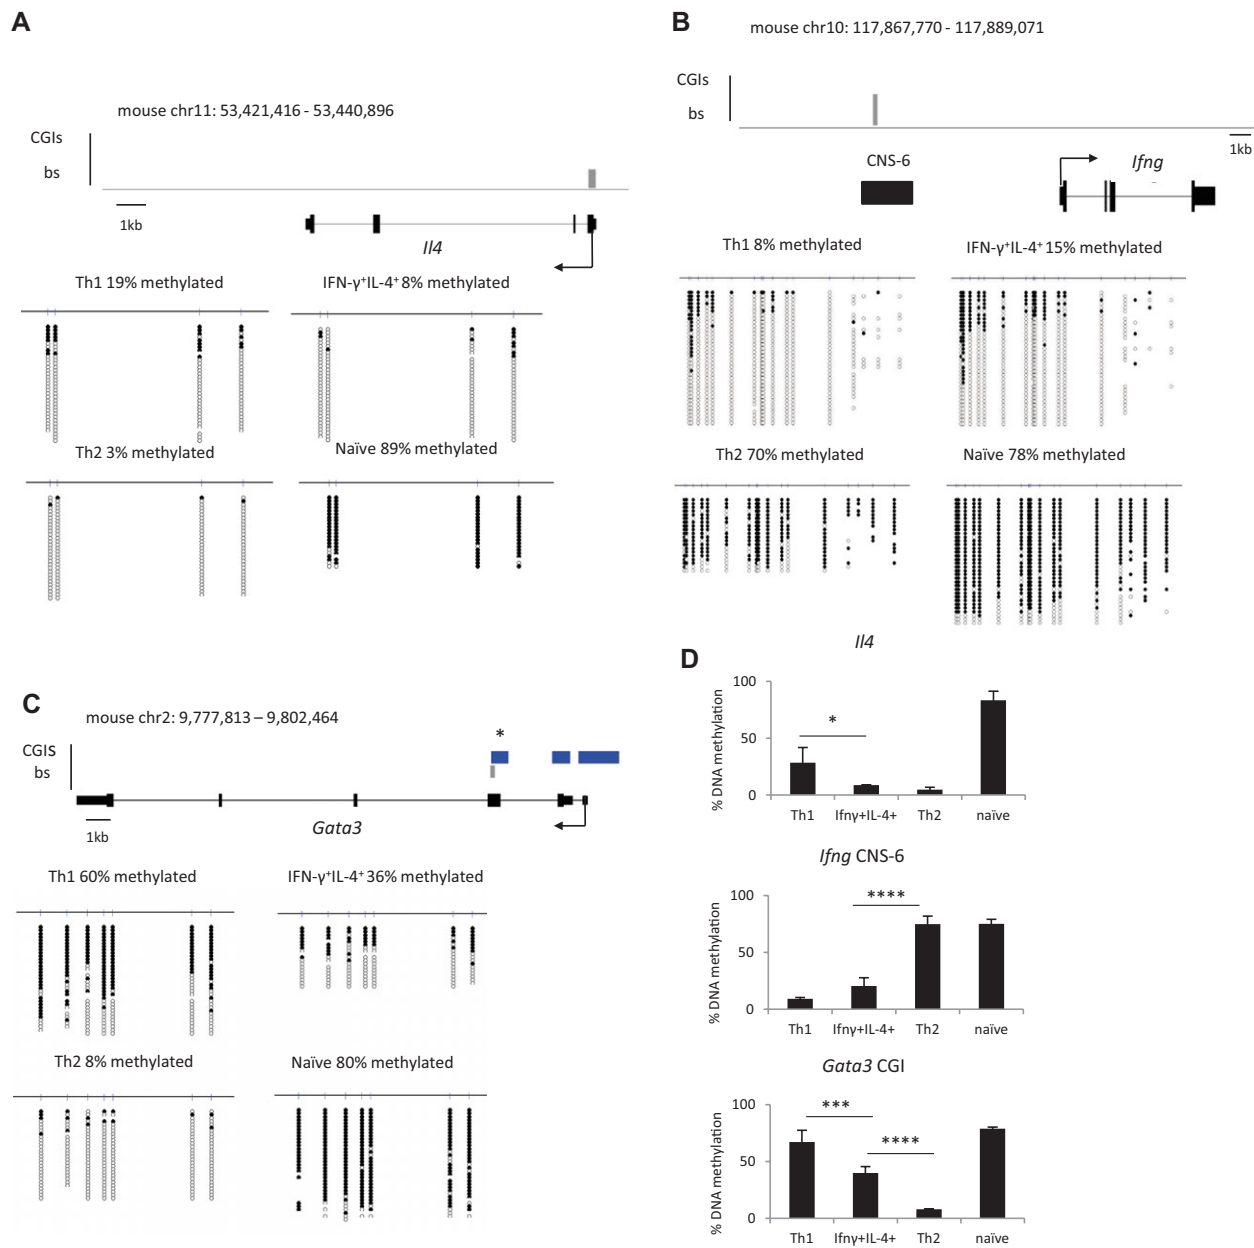 A
mouse chr11: 53,421,416 - 53,440,896
CGIs
bs
1kb
Il4
Th1 19% methylated
IFN-γ+IL-4+ 8% methylated
Th2 3% methylated
Naïve 89% methylated
B
mouse chr10: 117,867,770 - 117,889,071
CGIs
bs
1kb
CNS-6
Ifng
Th1 8% methylated
IFN-γ+IL-4+ 15% methylated
Th2 70% methylated
Naïve 78% methylated
C
mouse chr2: 9,777,813 – 9,802,464
*
CGIS
bs
1kb
Gata3
Th1 60% methylated
IFN-γ+IL-4+ 36% methylated
Th2 8% methylated
Naïve 80% methylated
D
Il4
% DNA methylation
100
50
0
*
Th1 Ifnγ+IL-4+ Th2 naïve
Ifng CNS-6
% DNA methylation
100
50
0
****
Th1 Ifnγ+IL-4+ Th2 naïve
Gata3 CGI
% DNA methylation
100
50
0
***
****
Th1 Ifnγ+IL-4+ Th2 naïve